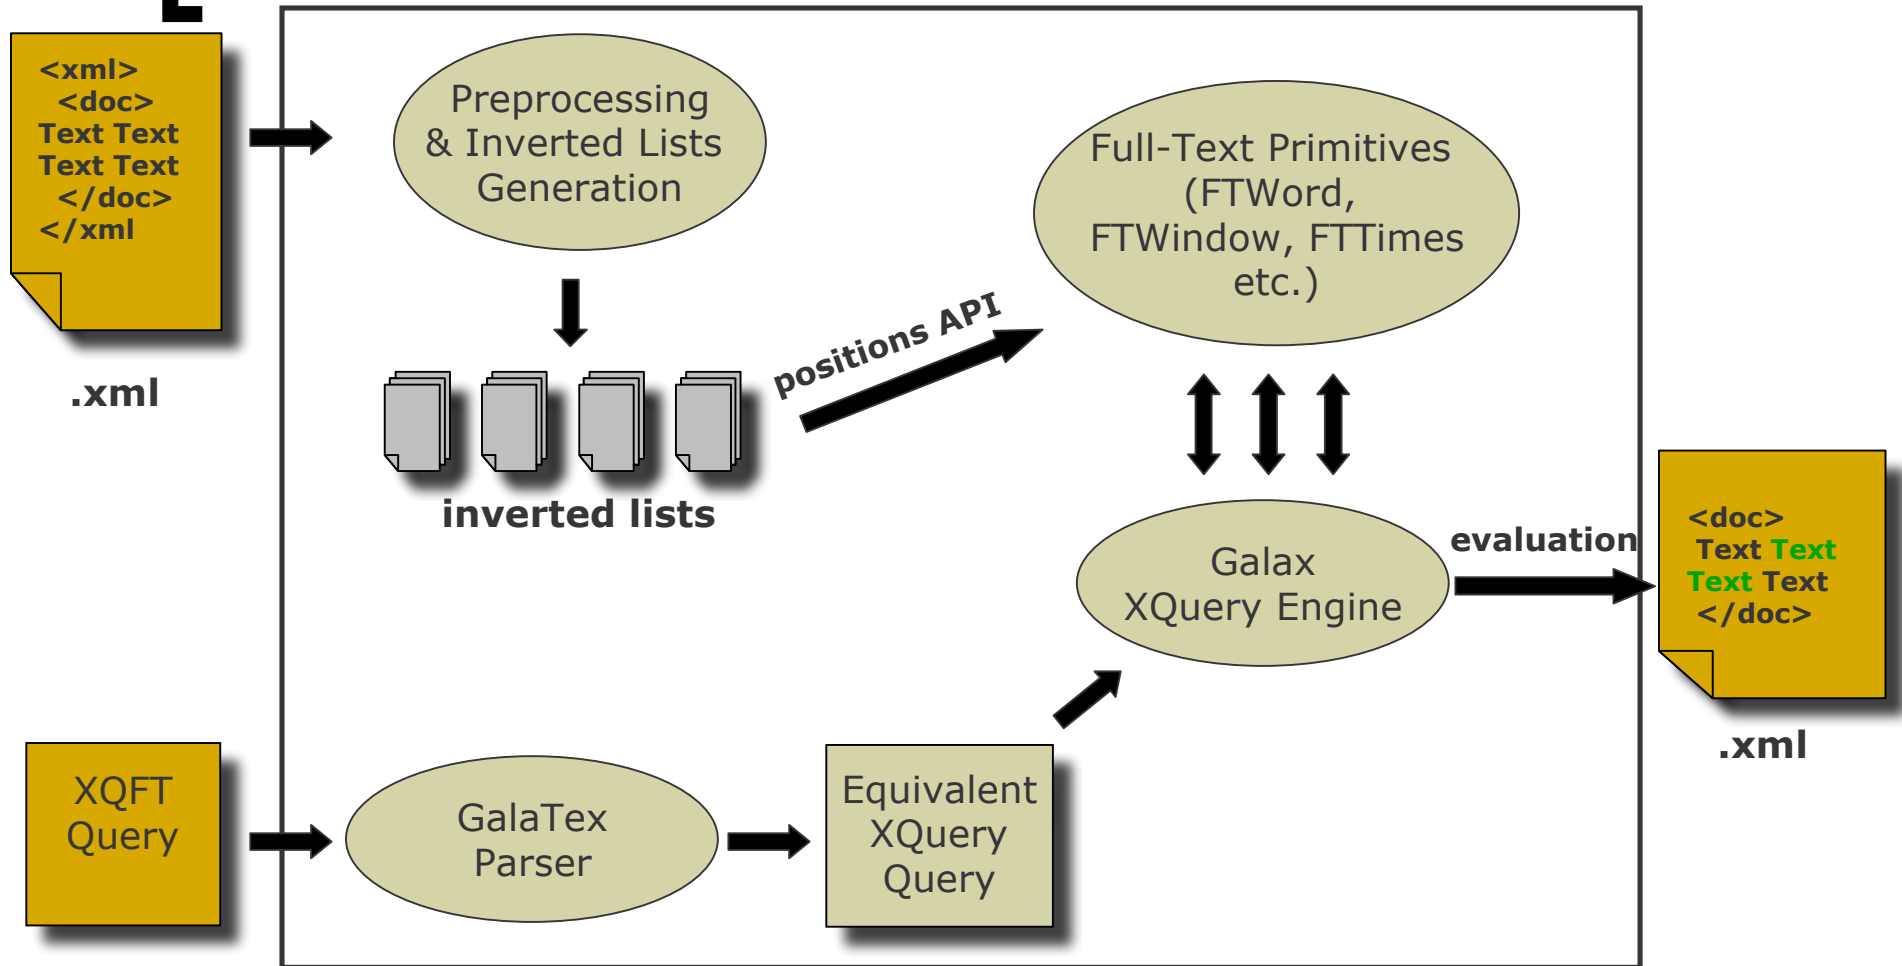 <xml>
<doc>
Text Text
Text Text
</doc>
</xml
.xml
Preprocessing
& Inverted Lists
Generation
inverted lists
positions API
Full-Text Primitives
(FTWord,
FTWindow, FTTimes
etc.)
Galax
XQuery Engine
evaluation
<doc>
Text Text
Text Text
</doc>
.xml
XQFT
Query
GalaTex
Parser
Equivalent
XQuery
Query